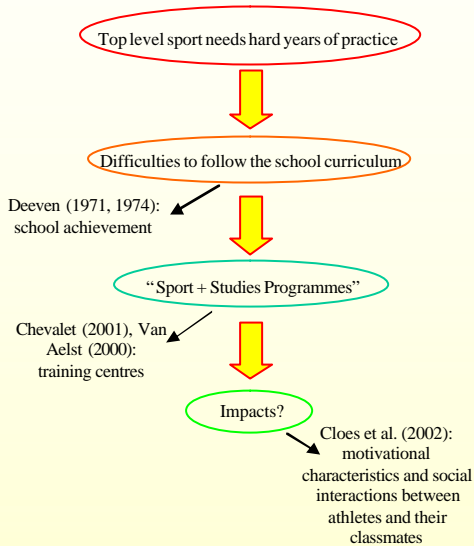 Top level sport needs hard years of practice
Difficulties to follow the school curriculum
Deeven (1971, 1974):
school achievement
“Sport + Studies Programmes”
Chevalet (2001), Van
Aelst (2000):
training centres
Impacts?
Cloes et al. (2002):
motivational
characteristics and social
interactions between
athletes and their
classmates